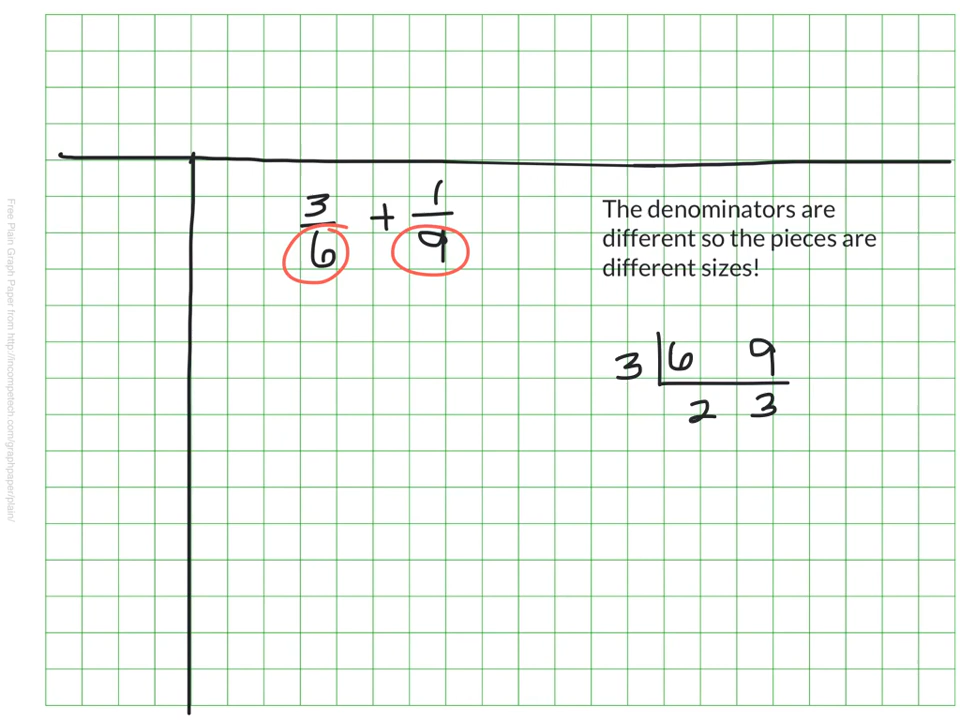 3/6 + 1/9
The denominators are
different so the pieces are
different sizes!
3 | 6 9
2 3
Free Plain Graph Paper from http://incompetech.com/graphpaper/plain/